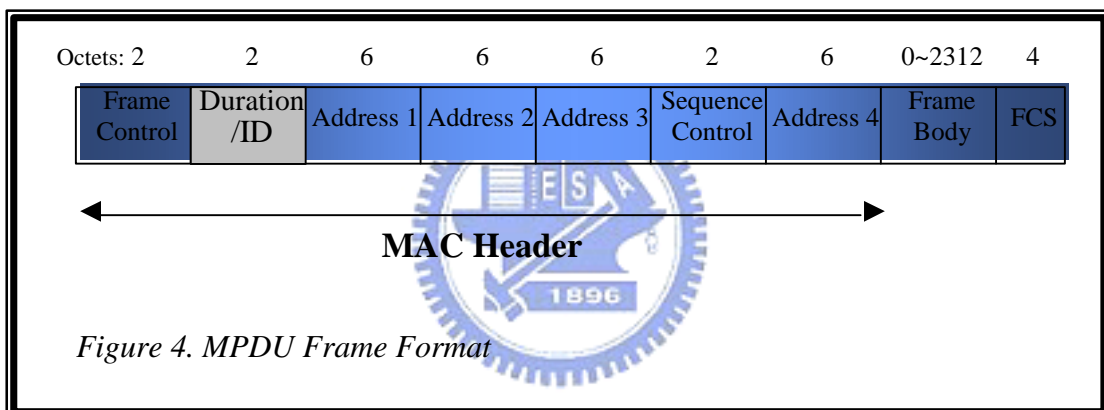 Octets: 2 2 6 6 6 2 6 0~2312 4
Frame Control Duration /ID Address 1 Address 2 Address 3 Sequence Control Address 4 Frame Body FCS
E S A
MAC Header
1896
Figure 4. MPDU Frame Format